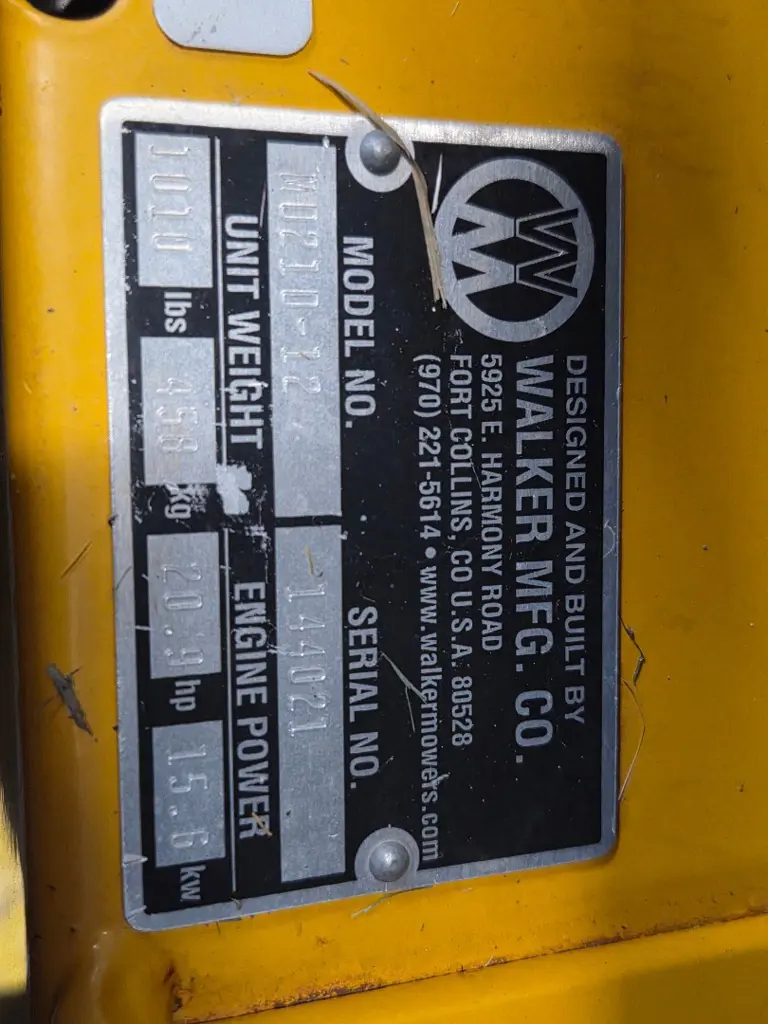 DESIGNED AND BUILT BY
WALKER MFG. CO.
5925 E. HARMONY ROAD
FORT COLLINS, CO U.S.A. 80528
(970) 221-5614 • www.walkermowers.com
MODEL NO. SERIAL NO.
MD21D-12 144021
UNIT WEIGHT ENGINE POWER
1010 lbs 458 kg 20.9 hp 15.6 kw